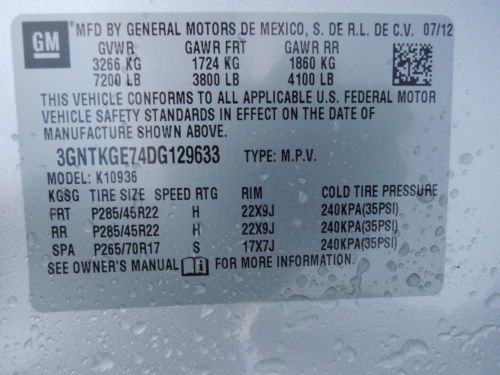 GM
MFD BY GENERAL MOTORS DE MEXICO, S. DE R.L. DE C.V. 07/12
GVWR GAWR FRT GAWR RR
3266 KG 1724 KG 1860 KG
7200 LB 3800 LB 4100 LB
THIS VEHICLE CONFORMS TO ALL APPLICABLE U.S. FEDERAL MOTOR
VEHICLE SAFETY STANDARDS IN EFFECT ON THE DATE OF
MANUFACTURE SHOWN ABOVE.
3GNTKGE74DG129633 TYPE: M.P.V.
MODEL: K10936
KGSG TIRE SIZE SPEED RTG RIM COLD TIRE PRESSURE
FRT P285/45R22 H 22X9J 240KPA(35PSI)
RR P285/45R22 H 22X9J 240KPA(35PSI)
SPA P265/70R17 S 17X7J 240KPA(35PSI)
SEE OWNER'S MANUAL i FOR MORE INFORMATION.